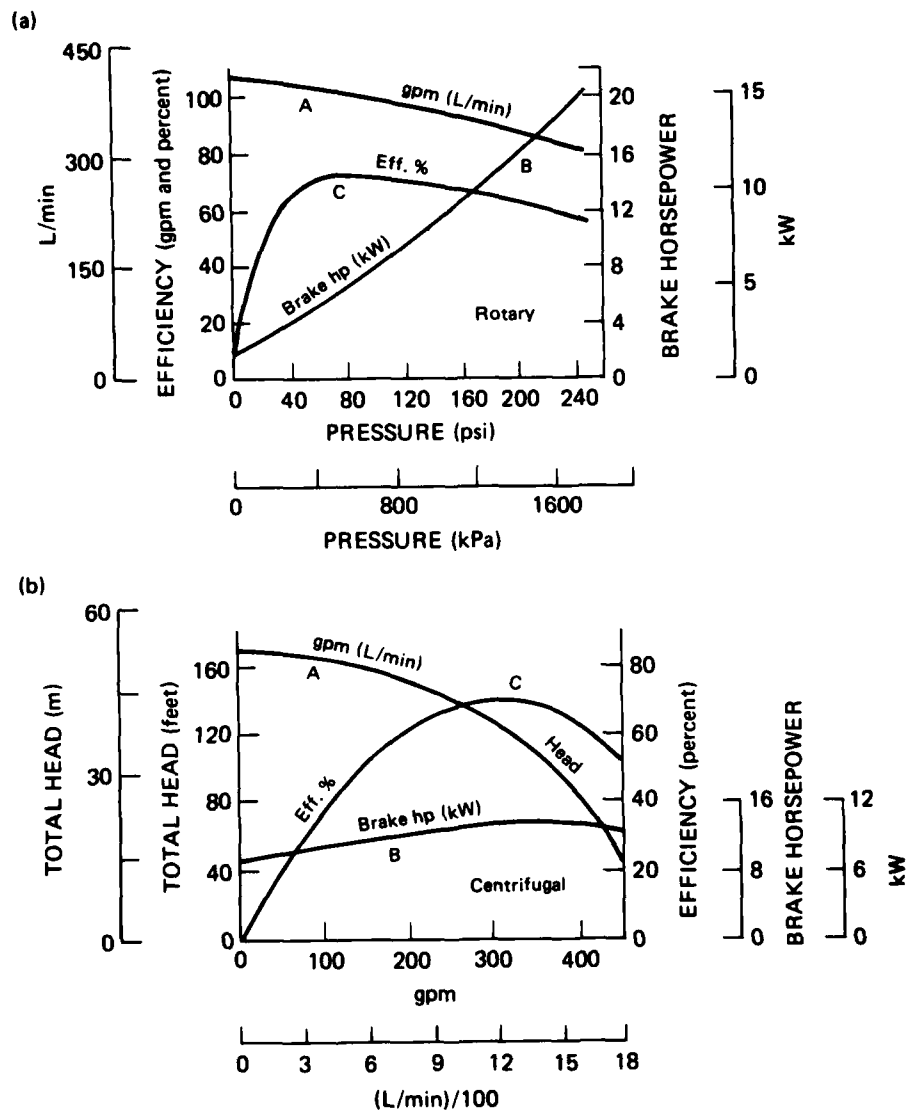 (a)
450
300
150
0
L/min
EFFICIENCY (gpm and percent)
100
80
60
40
20
0
gpm (L/min)
A
Eff. %
C
B
Brake hp (kW)
Rotary
20
16
12
8
4
0
BRAKE HORSEPOWER
15
10
5
0
kW
0 40 80 120 160 200 240
PRESSURE (psi)
0 800 1600
PRESSURE (kPa)
(b)
60
30
0
TOTAL HEAD (m)
TOTAL HEAD (feet)
160
120
70
40
0
gpm (L/min)
A
C
Head
Eff. %
Brake hp (kW)
B
Centrifugal
80
60
40
20
0
EFFICIENCY (percent)
16
8
0
BRAKE HORSEPOWER
12
6
0
kW
0 100 200 300 400
gpm
0 3 6 9 12 15 18
(L/min)/100